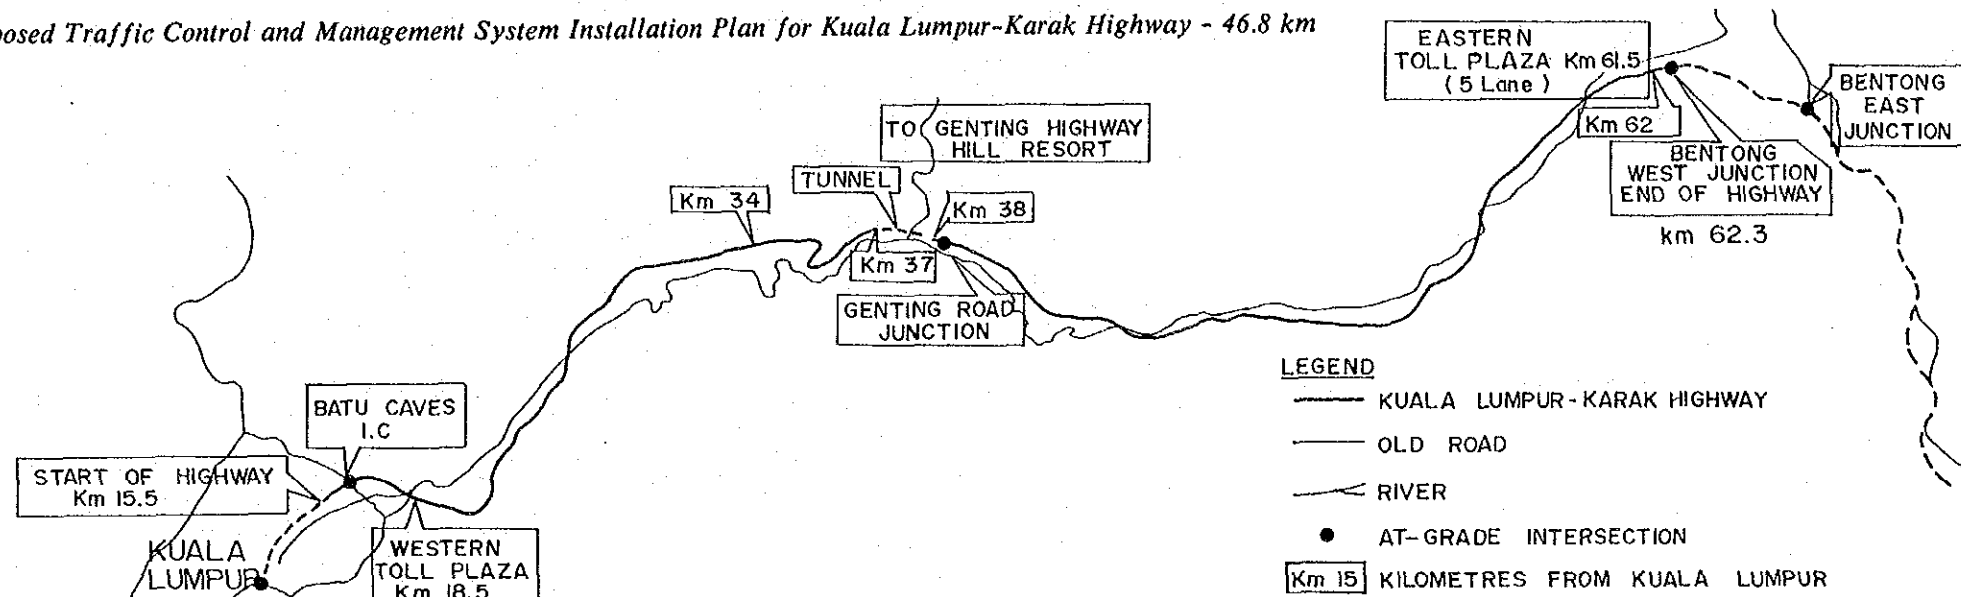 Traffic Control and Management System Installation Plan for Kuala Lumpur-Karak Highway - 46.8 km
EASTERN
TOLL PLAZA Km 61.5
( 5 Lane )
BENTONG
EAST
JUNCTION
Km 62
BENTONG
WEST JUNCTION
END OF HIGHWAY
km 62.3
TO GENTING HIGHWAY
HILL RESORT
TUNNEL
Km 34
Km 38
Km 37
GENTING ROAD
JUNCTION
BATU CAVES
I.C
START OF HIGHWAY
Km 15.5
KUALA
LUMPUR
WESTERN
TOLL PLAZA
Km 18.5
LEGEND
KUALA LUMPUR-KARAK HIGHWAY
OLD ROAD
RIVER
AT-GRADE INTERSECTION
Km 15 KILOMETRES FROM KUALA LUMPUR